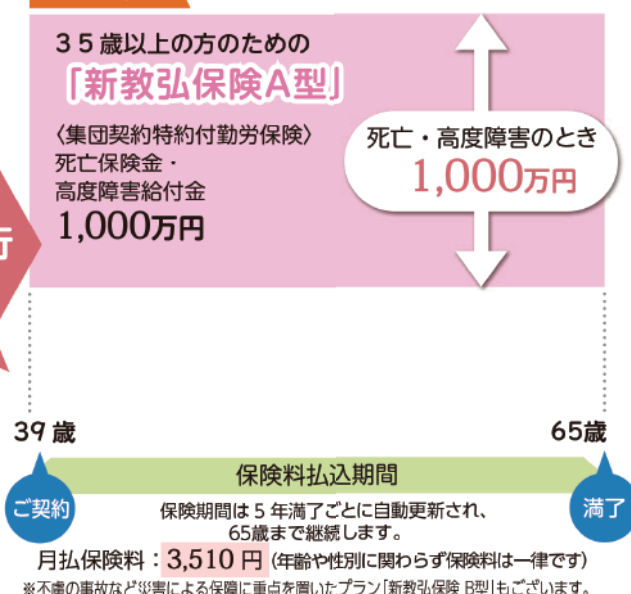 35歳以上の方のための
「新教弘保険A型」
〈集団契約特約付勤労保険〉
死亡保険金・
高度障害給付金
1,000万円
死亡・高度障害のとき
1,000万円
行
39歳
65歳
保険料払込期間
ご契約
満了
保険期間は5年満了ごとに自動更新され、
65歳まで継続します。
月払保険料：3,510円(年齢や性別に関わらず保険料は一律です)
※不慮の事故など災害による保障に重点を置いたプラン｢新教弘保険 B型｣もございます。